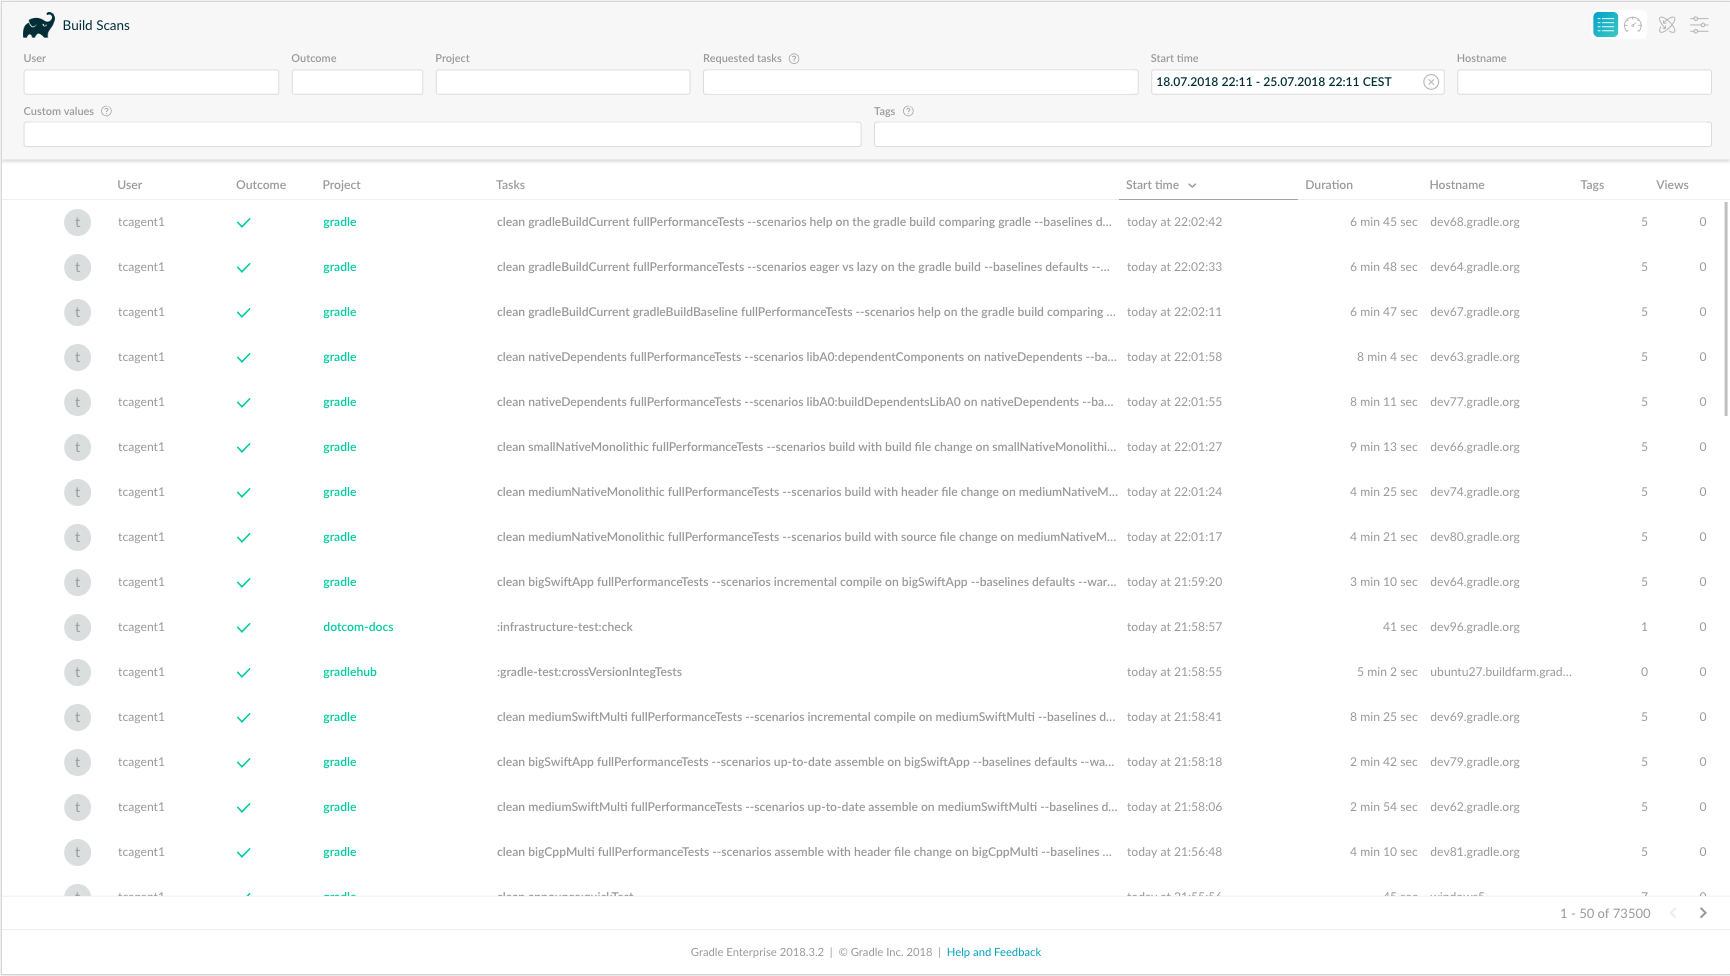 Build Scans
User Outcome Project Requested tasks ? Start time Hostname
18.07.2018 22:11 - 25.07.2018 22:11 CEST
Custom values ? Tags ?
User Outcome Project Tasks Start time Duration Hostname Tags Views
t tcagent1 gradle clean gradleBuildCurrent fullPerformanceTests --scenarios help on the gradle build comparing gradle --baselines d... today at 22:02:42 6 min 45 sec dev68.gradle.org 5 0
t tcagent1 gradle clean gradleBuildCurrent fullPerformanceTests --scenarios eager vs lazy on the gradle build --baselines defaults --... today at 22:02:33 6 min 48 sec dev64.gradle.org 5 0
t tcagent1 gradle clean gradleBuildCurrent gradleBuildBaseline fullPerformanceTests --scenarios help on the gradle build comparing ... today at 22:02:11 6 min 47 sec dev67.gradle.org 5 0
t tcagent1 gradle clean nativeDependents fullPerformanceTests --scenarios libA0:dependentComponents on nativeDependents --ba... today at 22:01:58 8 min 4 sec dev63.gradle.org 5 0
t tcagent1 gradle clean nativeDependents fullPerformanceTests --scenarios libA0:buildDependentsLibA0 on nativeDependents --ba... today at 22:01:55 8 min 11 sec dev77.gradle.org 5 0
t tcagent1 gradle clean smallNativeMonolithic fullPerformanceTests --scenarios build with build file change on smallNativeMonolithi... today at 22:01:27 9 min 13 sec dev66.gradle.org 5 0
t tcagent1 gradle clean mediumNativeMonolithic fullPerformanceTests --scenarios build with header file change on mediumNativeM... today at 22:01:24 4 min 25 sec dev74.gradle.org 5 0
t tcagent1 gradle clean mediumNativeMonolithic fullPerformanceTests --scenarios build with source file change on mediumNativeM... today at 22:01:17 4 min 21 sec dev80.gradle.org 5 0
t tcagent1 gradle clean bigSwiftApp fullPerformanceTests --scenarios incremental compile on bigSwiftApp --baselines defaults --war... today at 21:59:20 3 min 10 sec dev64.gradle.org 5 0
t tcagent1 dotcom-docs :infrastructure-test:check today at 21:58:57 41 sec dev96.gradle.org 1 0
t tcagent1 gradlehub :gradle-test:crossVersionIntegTests today at 21:58:55 5 min 2 sec ubuntu27.buildfarm.grad... 0 0
t tcagent1 gradle clean mediumSwiftMulti fullPerformanceTests --scenarios incremental compile on mediumSwiftMulti --baselines d... today at 21:58:41 8 min 25 sec dev69.gradle.org 5 0
t tcagent1 gradle clean bigSwiftApp fullPerformanceTests --scenarios up-to-date assemble on bigSwiftApp --baselines defaults --wa... today at 21:58:18 2 min 42 sec dev79.gradle.org 5 0
t tcagent1 gradle clean mediumSwiftMulti fullPerformanceTests --scenarios up-to-date assemble on mediumSwiftMulti --baselines d... today at 21:58:06 2 min 54 sec dev62.gradle.org 5 0
t tcagent1 gradle clean bigCppMulti fullPerformanceTests --scenarios assemble with header file change on bigCppMulti --baselines ... today at 21:56:48 4 min 10 sec dev81.gradle.org 5 0
1 - 50 of 73500
Gradle Enterprise 2018.3.2 | © Gradle Inc. 2018 | Help and Feedback